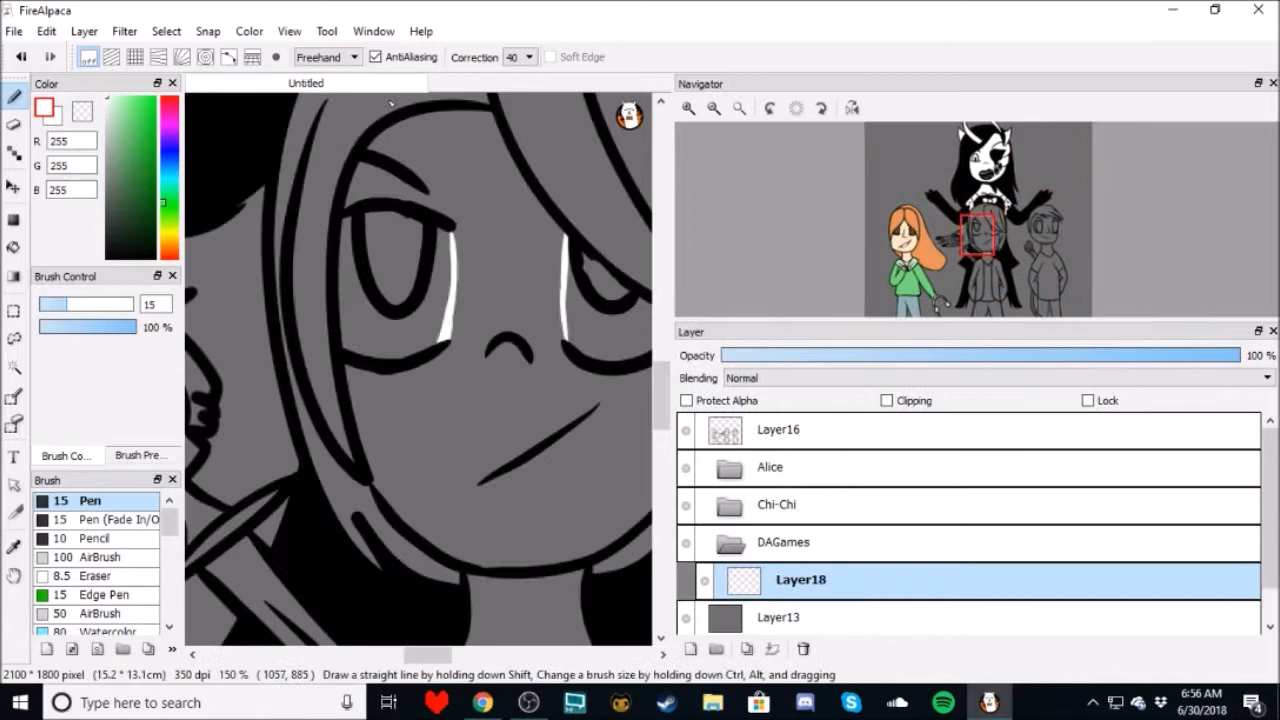 FireAlpaca
File Edit Layer Filter Select Snap Color View Tool Window Help
off Freehand AntiAliasing Correction 40 Soft Edge
Color
R 255
G 255
B 255
Brush Control
15
100 %
Brush Co... Brush Pre...
Brush
15 Pen
15 Pen (Fade In/O
10 Pencil
100 AirBrush
8.5 Eraser
15 Edge Pen
50 AirBrush
80 Watercolor
Untitled
Navigator
Layer
Opacity 100 %
Blending Normal
Protect Alpha Clipping Lock
Layer16
Alice
Chi-Chi
DAGames
Layer18
Layer13
2100 * 1800 pixel (15.2 * 13.1cm) 350 dpi 150 % ( 1057, 885) Draw a straight line by holding down Shift, Change a brush size by holding down Ctrl, Alt, and dragging
Type here to search
6:56 AM
6/30/2018
4